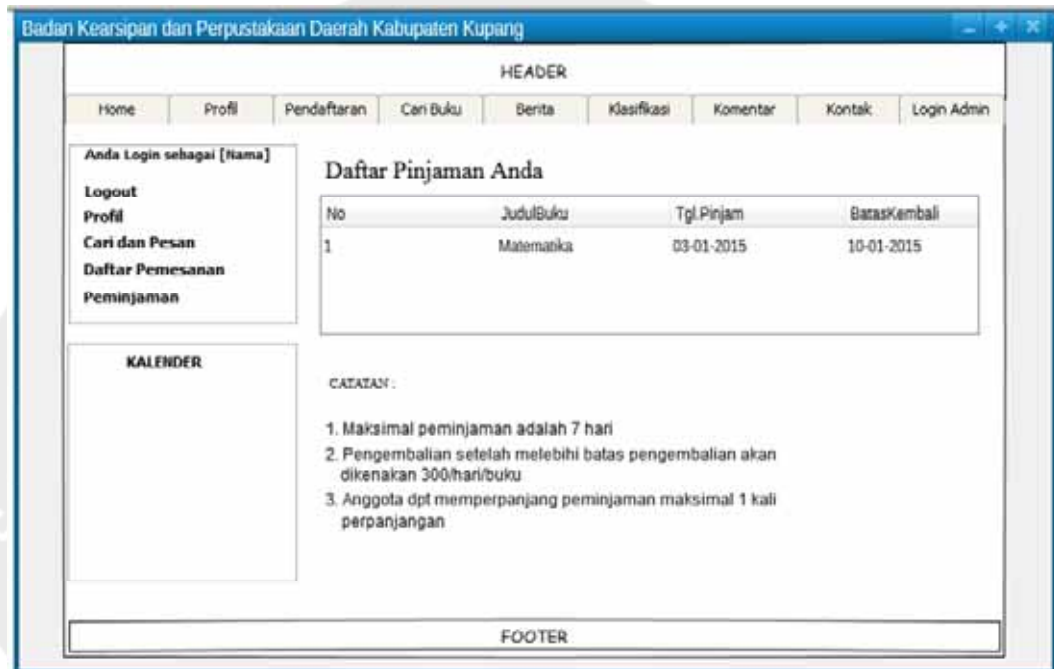 Badan Kearsipan dan Perpustakaan Daerah Kabupaten Kupang
HEADER
Home Profil Pendaftaran Cari Buku Berita Klasifikasi Komentar Kontak Login Admin
Anda Login sebagai [Nama]
Logout
Profil
Cari dan Pesan
Daftar Pemesanan
Peminjaman
KALENDER
Daftar Pinjaman Anda
No JudulBuku Tgl.Pinjam BatasKembali
1 Matematika 03-01-2015 10-01-2015
CATATAN :
1. Maksimal peminjaman adalah 7 hari
2. Pengembalian setelah melebihi batas pengembalian akan
dikenakan 300/hari/buku
3. Anggota dpt memperpanjang peminjaman maksimal 1 kali
perpanjangan
FOOTER